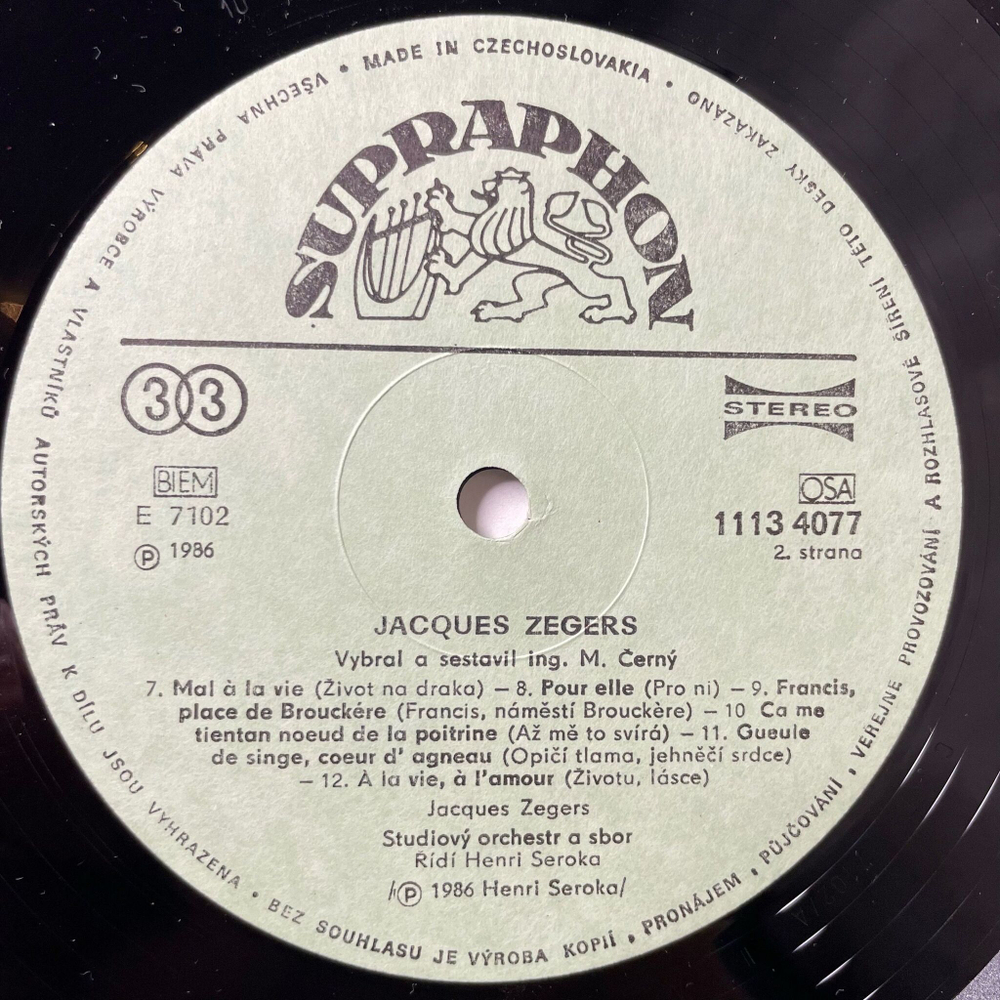 MADE IN CZECHOSLOVAKIA • VŠECHNA PRÁVA VÝROBCE A VLASTNÍKŮ AUTORSKÝCH PRÁV K DÍLU JSOU VYHRAZENA • BEZ SOUHLASU JE VÝROBA KOPIÍ, PRONÁJEM, PŮJČOVÁNÍ, VEREJNE PROVOZOVÁNÍ A ROZHLASOVÉ ŠÍRENÍ TÉTO DESKY ZAKAZÁNO •
SUPRAPHON
33
STEREO
BIEM
OSA
E 7102
1113 4077
Ⓟ 1986
2. strana
JACQUES ZEGERS
Vybral a sestavil ing. M. Černý
7. Mal à la vie (Život na draka) – 8. Pour elle (Pro ni) – 9. Francis,
place de Brouckére (Francis, náměstí Brouckère) – 10 Ca me
tientan noeud de la poitrine (Až mě to svírá) – 11. Gueule
de singe, coeur d' agneau (Opičí tlama, jehněčí srdce)
– 12. À la vie, à l'amour (Životu, lásce)
Jacques Zegers
Studiový orchestr a sbor
Řídí Henri Seroka
/Ⓟ 1986 Henri Seroka/